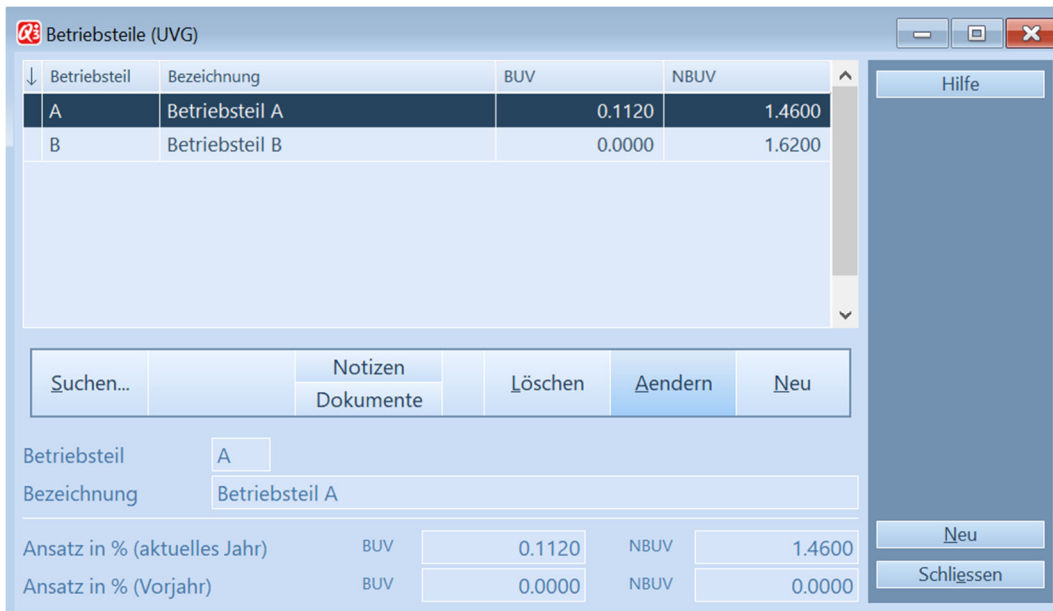 Betriebsteile (UVG)
Betriebsteil Bezeichnung BUV NBUV
A Betriebsteil A 0.1120 1.4600
B Betriebsteil B 0.0000 1.6200
Hilfe
Suchen... Notizen Löschen Aendern Neu
Dokumente
Betriebsteil A
Bezeichnung Betriebsteil A
Ansatz in % (aktuelles Jahr) BUV 0.1120 NBUV 1.4600
Ansatz in % (Vorjahr) BUV 0.0000 NBUV 0.0000
Neu
Schliessen